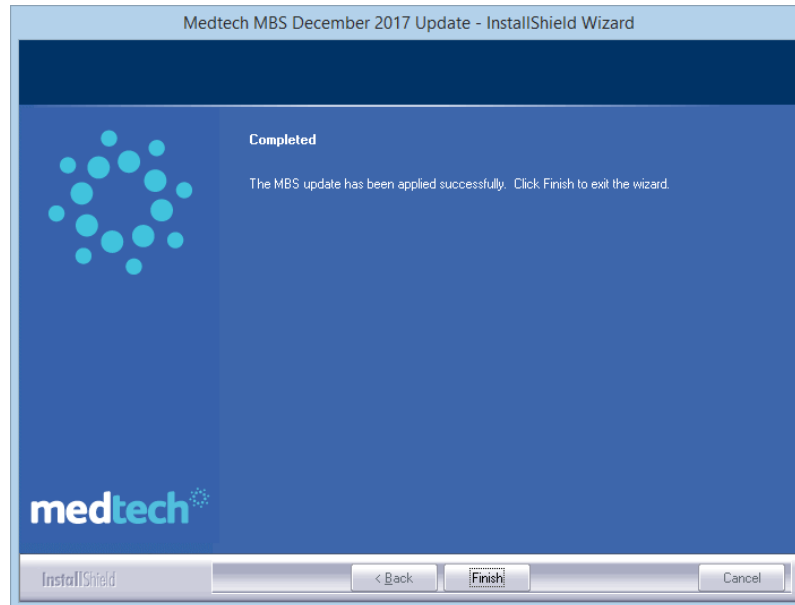 Medtech MBS December 2017 Update - InstallShield Wizard
Completed
The MBS update has been applied successfully. Click Finish to exit the wizard.
medtech
InstallShield
< Back
Finish
Cancel